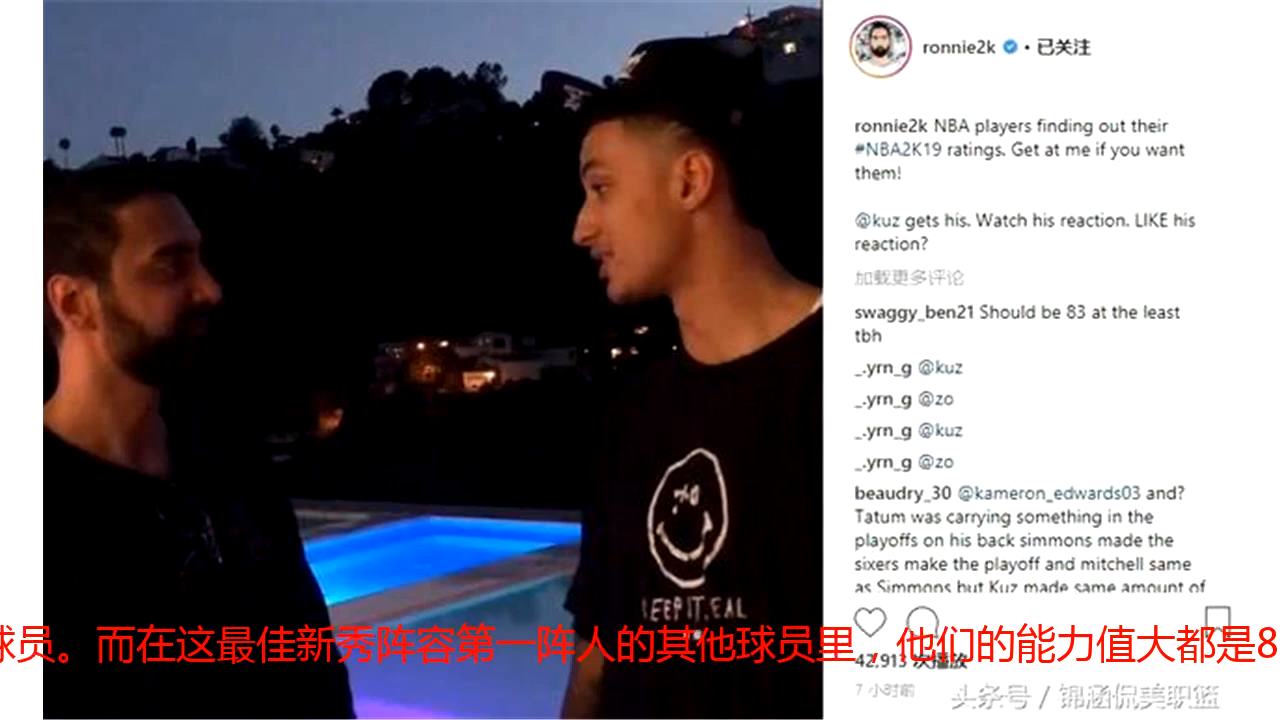 ronnie2k • 已关注
ronnie2k NBA players finding out their
#NBA2K19 ratings. Get at me if you want
them!
@kuz gets his. Watch his reaction. LIKE his
reaction?
加载更多评论
swaggy_ben21 Should be 83 at the least
tbh
_.yrn_g @kuz
_.yrn_g @zo
_.yrn_g @kuz
_.yrn_g @zo
beaudry_30 @kameron_edwards03 and?
Tatum was carrying something in the
playoffs on his back simmons made the
sixers make the playoff and mitchell same
as Simmons but Kuz made same amount of
EEP IT EAL
球员。而在这最佳新秀阵容第一阵人的其他球员里，他们的能力值大都是8
42,913 次播放
7 小时前
头条号 / 锦涵侃美职篮